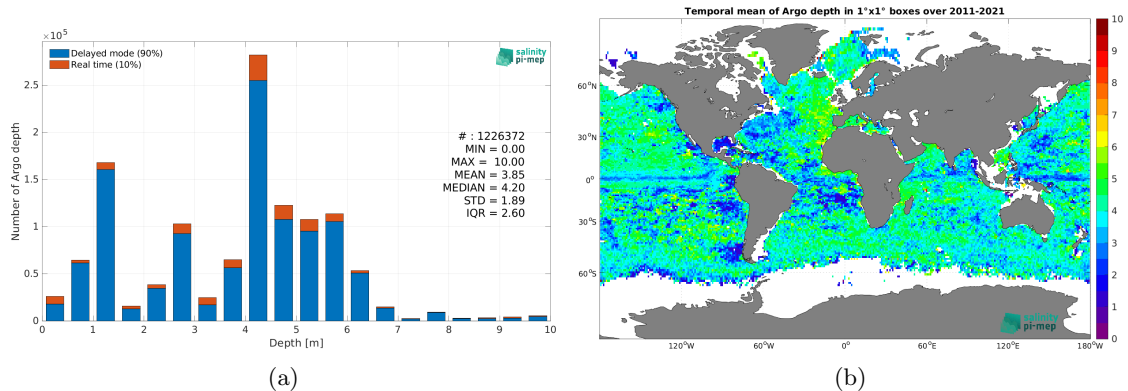 ×10⁵
Delayed mode (90%)
Real time (10%)
salinity
pi-mep
2.5
2
1.5
1
0.5
0
Number of Argo depth
# : 1226372
MIN = 0.00
MAX = 10.00
MEAN = 3.85
MEDIAN = 4.20
STD = 1.89
IQR = 2.60
0 1 2 3 4 5 6 7 8 9 10
Depth [m]
(a)
Temporal mean of Argo depth in 1°x1° boxes over 2011-2021
60°N
30°N
0°
30°S
60°S
120°W 60°W 0°E 60°E 120°E 180°W
salinity
pi-mep
10
9
8
7
6
5
4
3
2
1
0
(b)